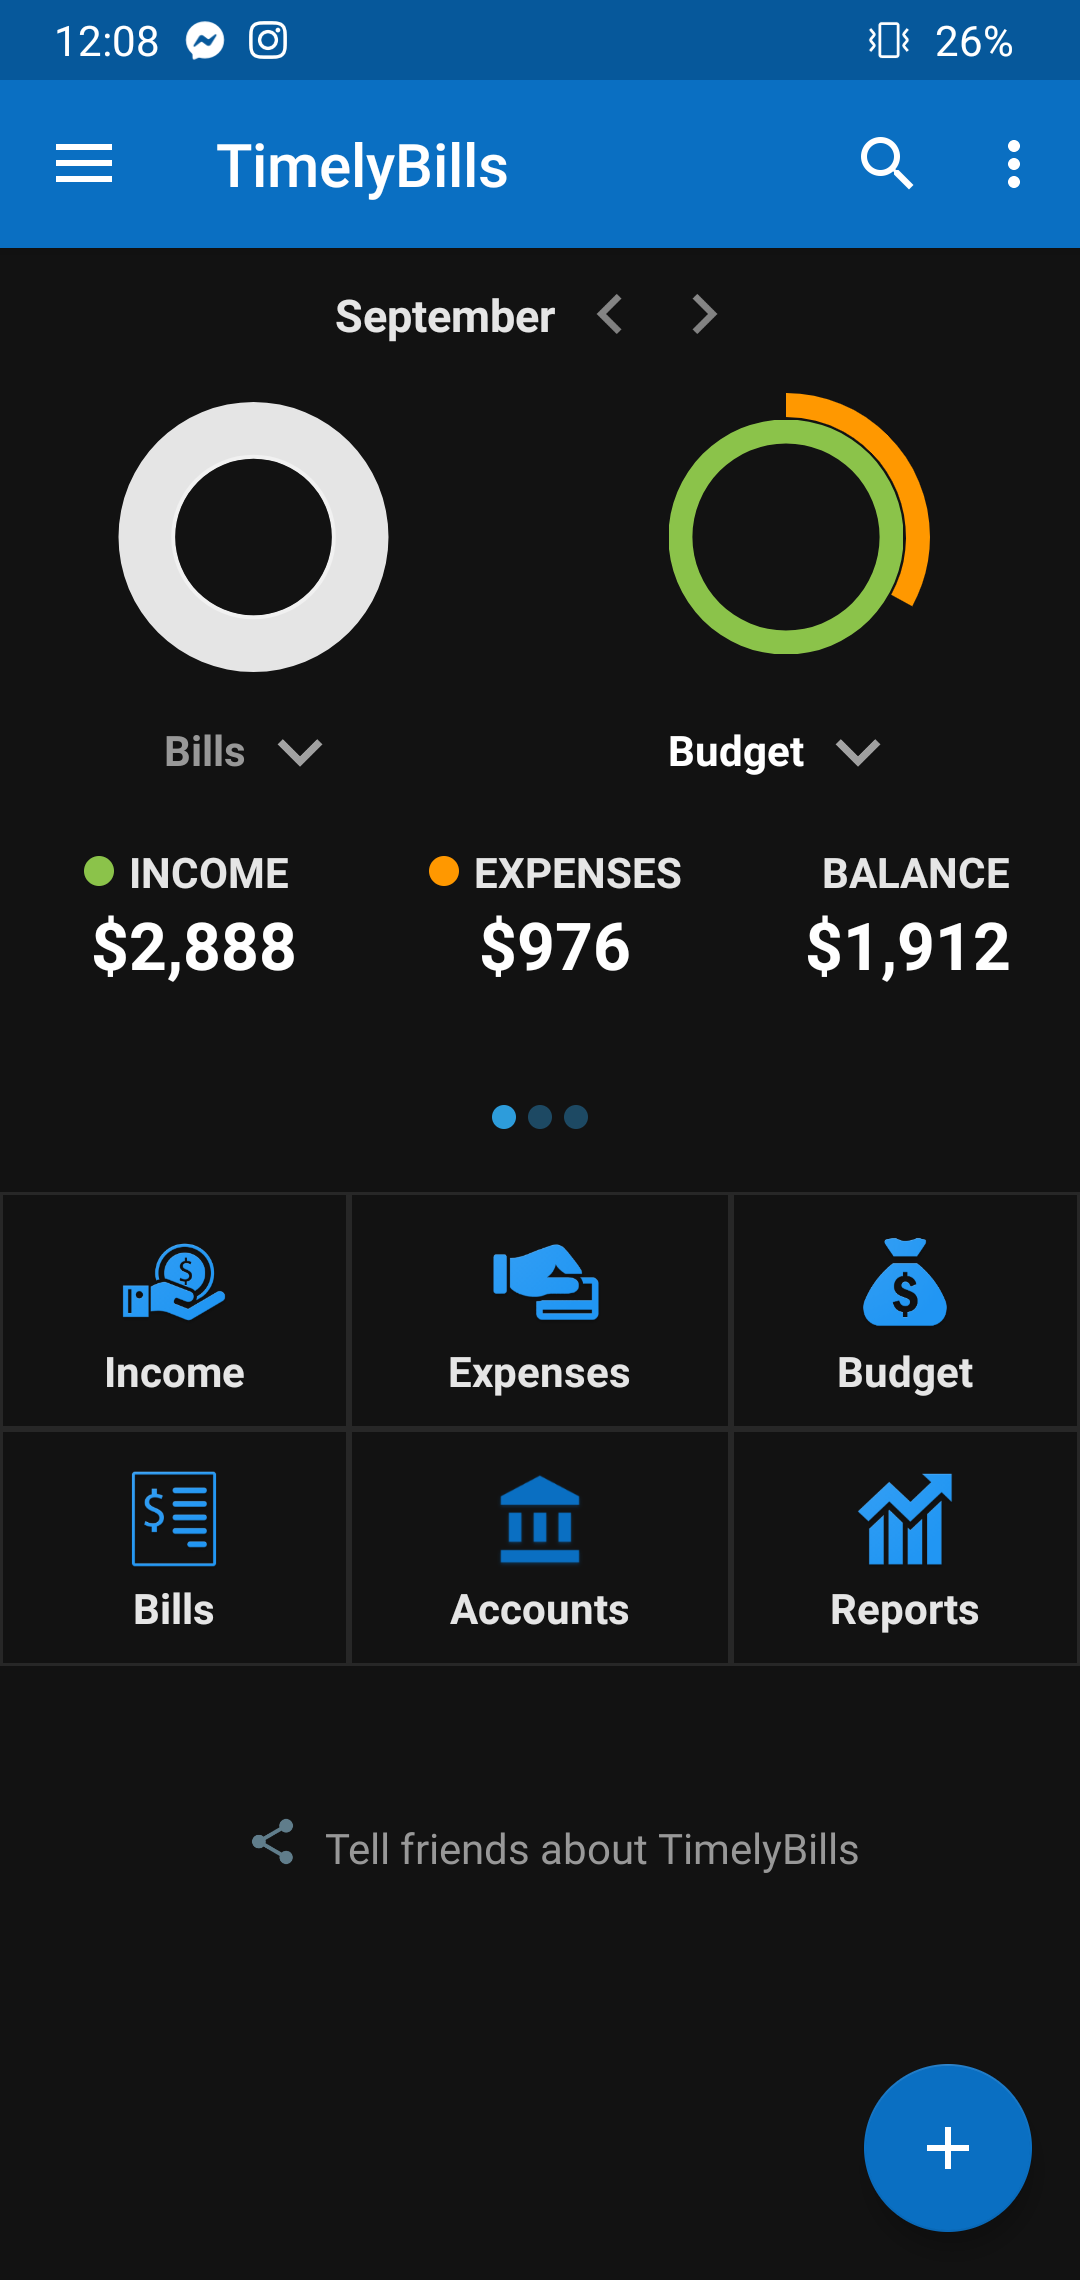 12:08 26%
TimelyBills
September
Bills Budget
INCOME EXPENSES BALANCE
$2,888 $976 $1,912
Income Expenses Budget
Bills Accounts Reports
Tell friends about TimelyBills